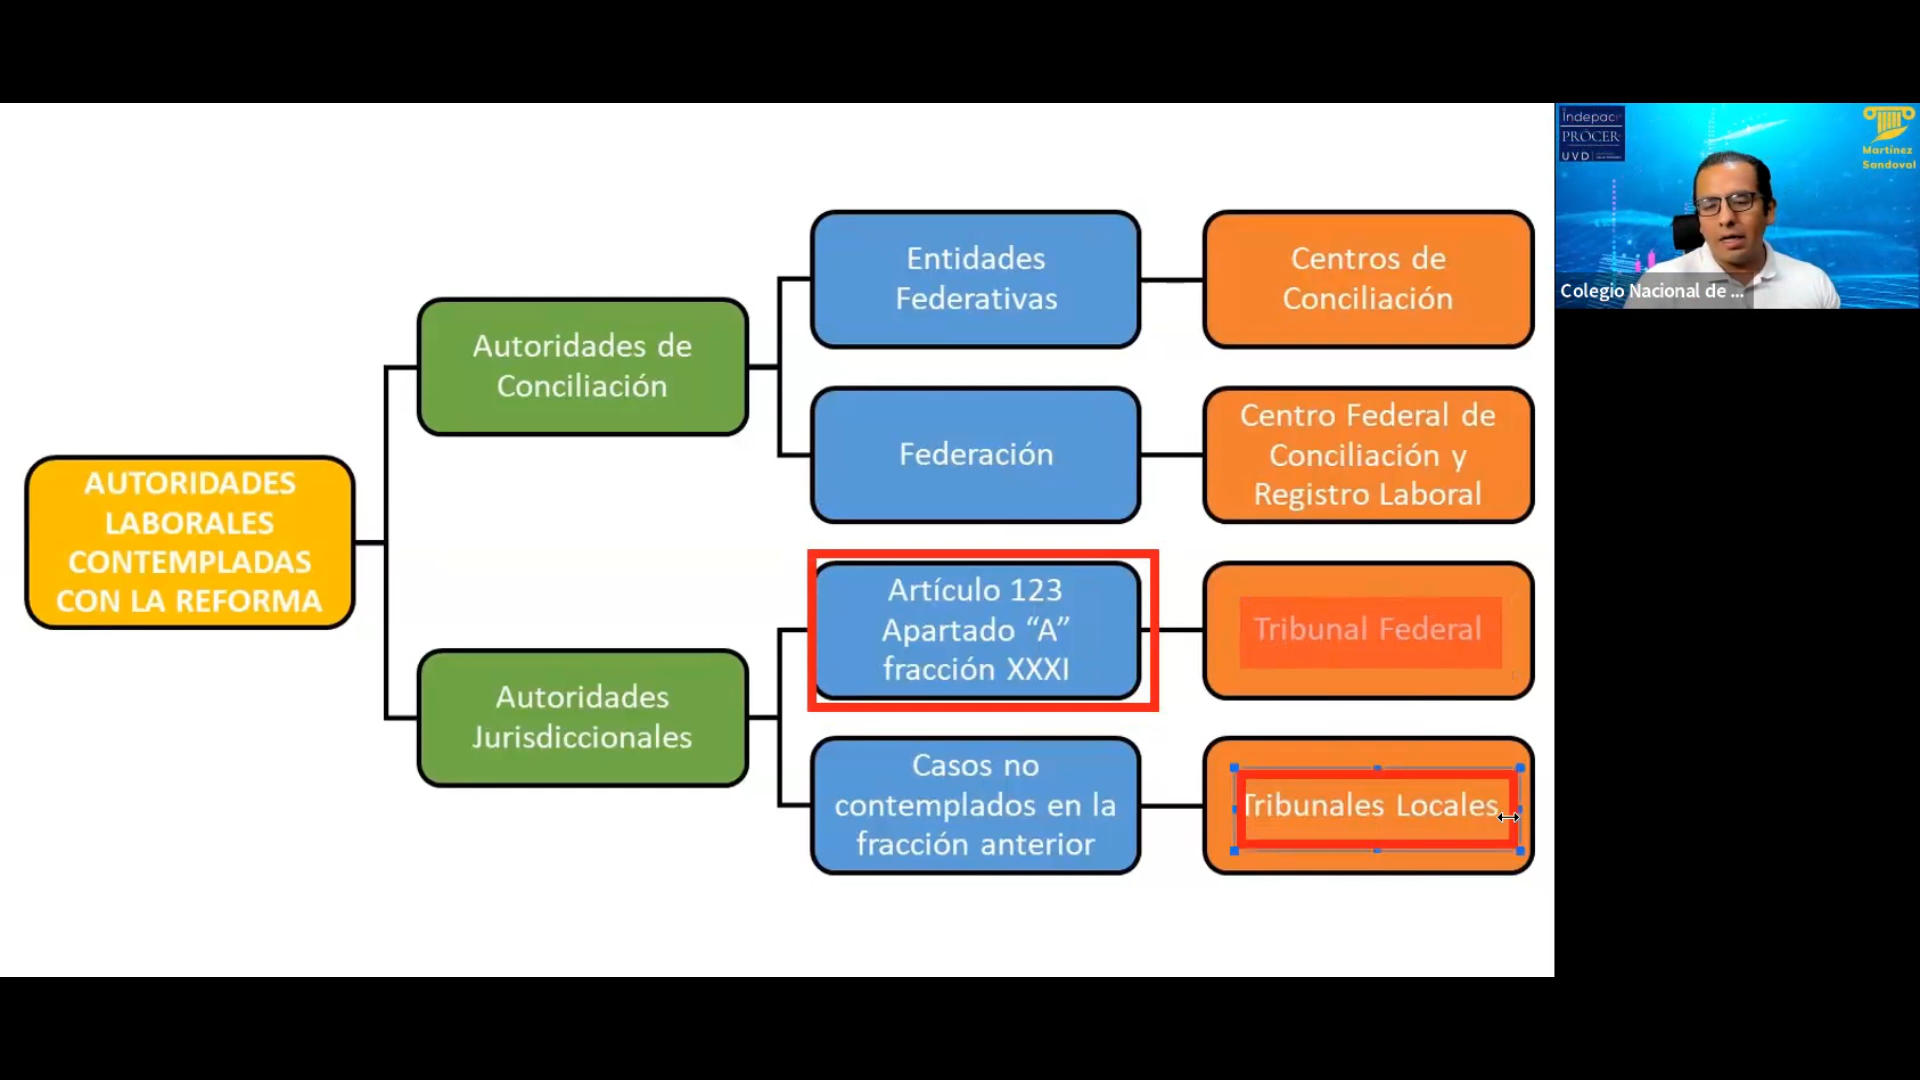 AUTORIDADES
LABORALES
CONTEMPLADAS
CON LA REFORMA
Autoridades de
Conciliación
Autoridades
Jurisdiccionales
Entidades
Federativas
Federación
Artículo 123
Apartado “A”
fracción XXXI
Casos no
contemplados en la
fracción anterior
Centros de
Conciliación
Centro Federal de
Conciliación y
Registro Laboral
Tribunal Federal
Tribunales Locales
Indepac
PRÓCER
UVD
Martínez
Sandoval
Colegio Nacional de ...